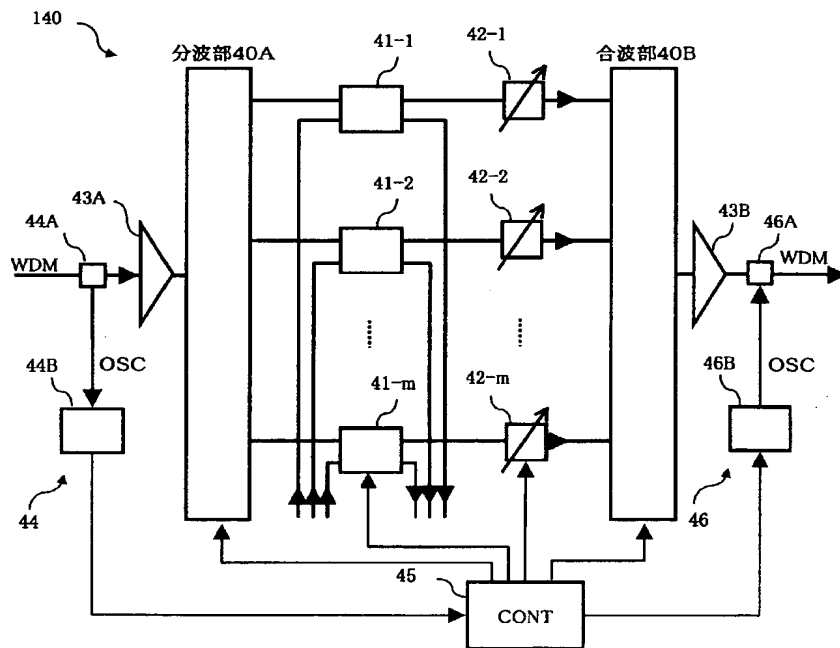 140
分波部40A
41-1
42-1
合波部40B
43A
44A
41-2
42-2
43B
46A
WDM
WDM
OSC
44B
41-m
42-m
OSC
46B
44
46
45
CONT